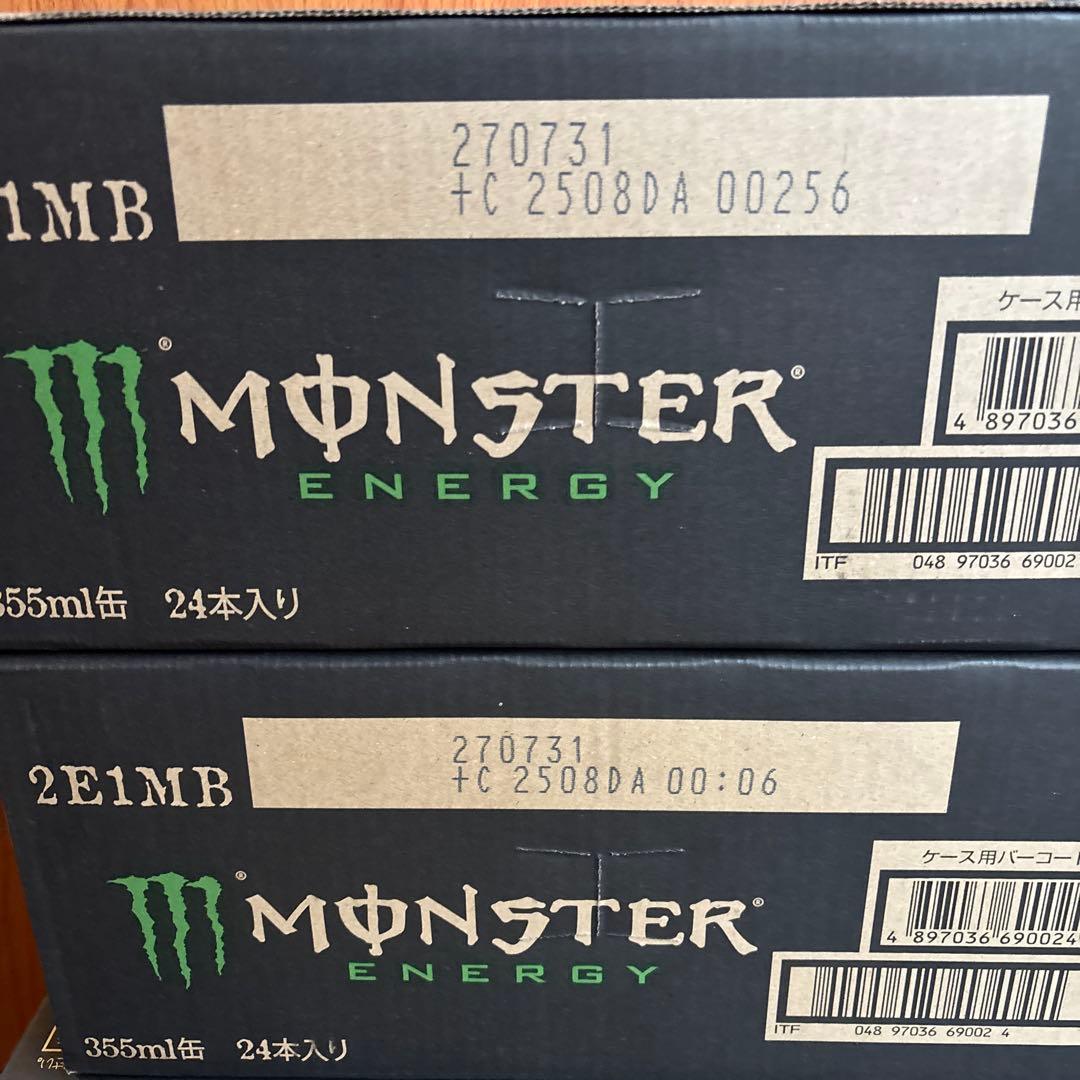 1MB
270731
+C 2508DA 00256
ケース用
4 897036
MONSTER®
ENERGY
ITF 048 97036 69002
355ml缶 24本入り
2E1MB
270731
+C 2508DA 00:06
ケース用バーコード
4 897036 690024
MONSTER®
ENERGY
ITF 048 97036 69002 4
355ml缶 24本入り